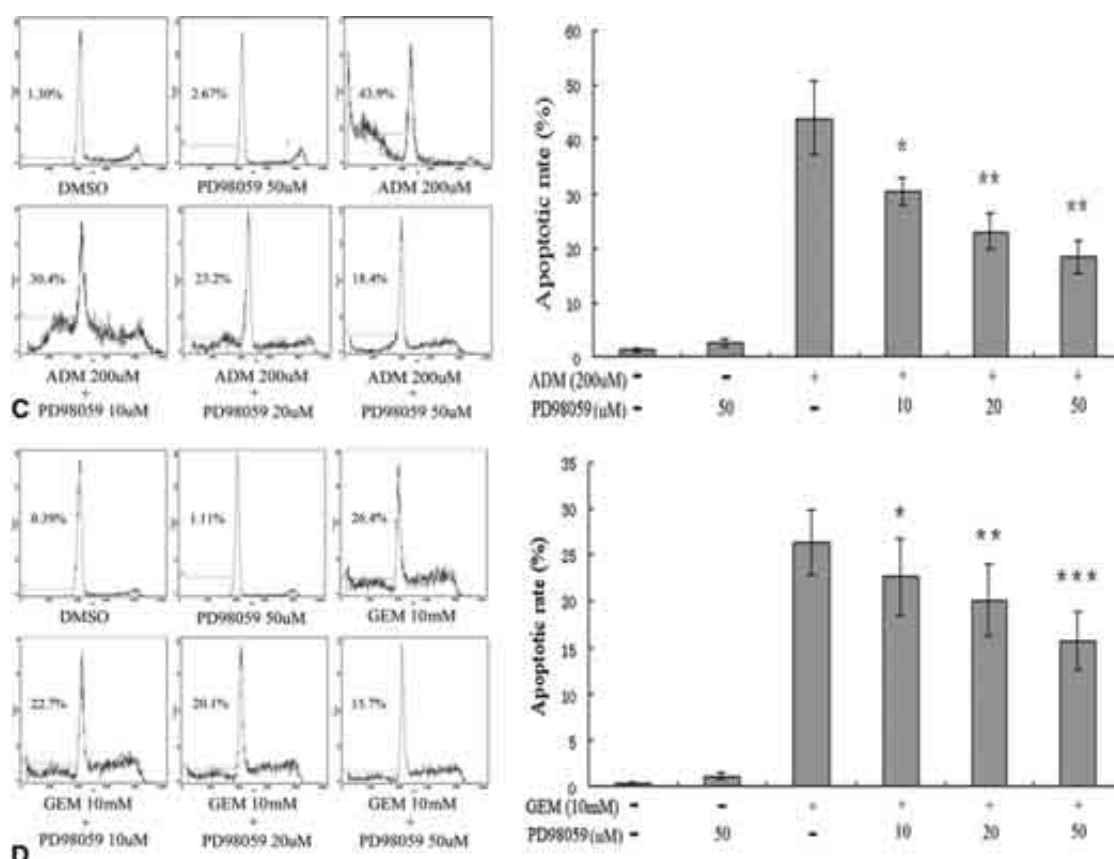 1.30%
2.67%
43.9%
DMSO
PD98059 50uM
ADM 200uM
30.4%
23.2%
18.4%
ADM 200uM
ADM 200uM
ADM 200uM
+
+
+
PD98059 10uM
PD98059 20uM
PD98059 50uM
C
Apoptotic rate (%)
60
50
40
30
20
10
0
*
**
**
ADM (200uM) - - + + + +
PD98059 (uM) - 50 - 10 20 50
0.39%
1.11%
26.4%
DMSO
PD98059 50uM
GEM 10mM
22.7%
20.1%
15.7%
GEM 10mM
GEM 10mM
GEM 10mM
+
+
+
PD98059 10uM
PD98059 20uM
PD98059 50uM
D
Apoptotic rate (%)
35
30
25
20
15
10
5
0
*
**
***
GEM (10mM) - - + + + +
PD98059 (uM) - 50 - 10 20 50